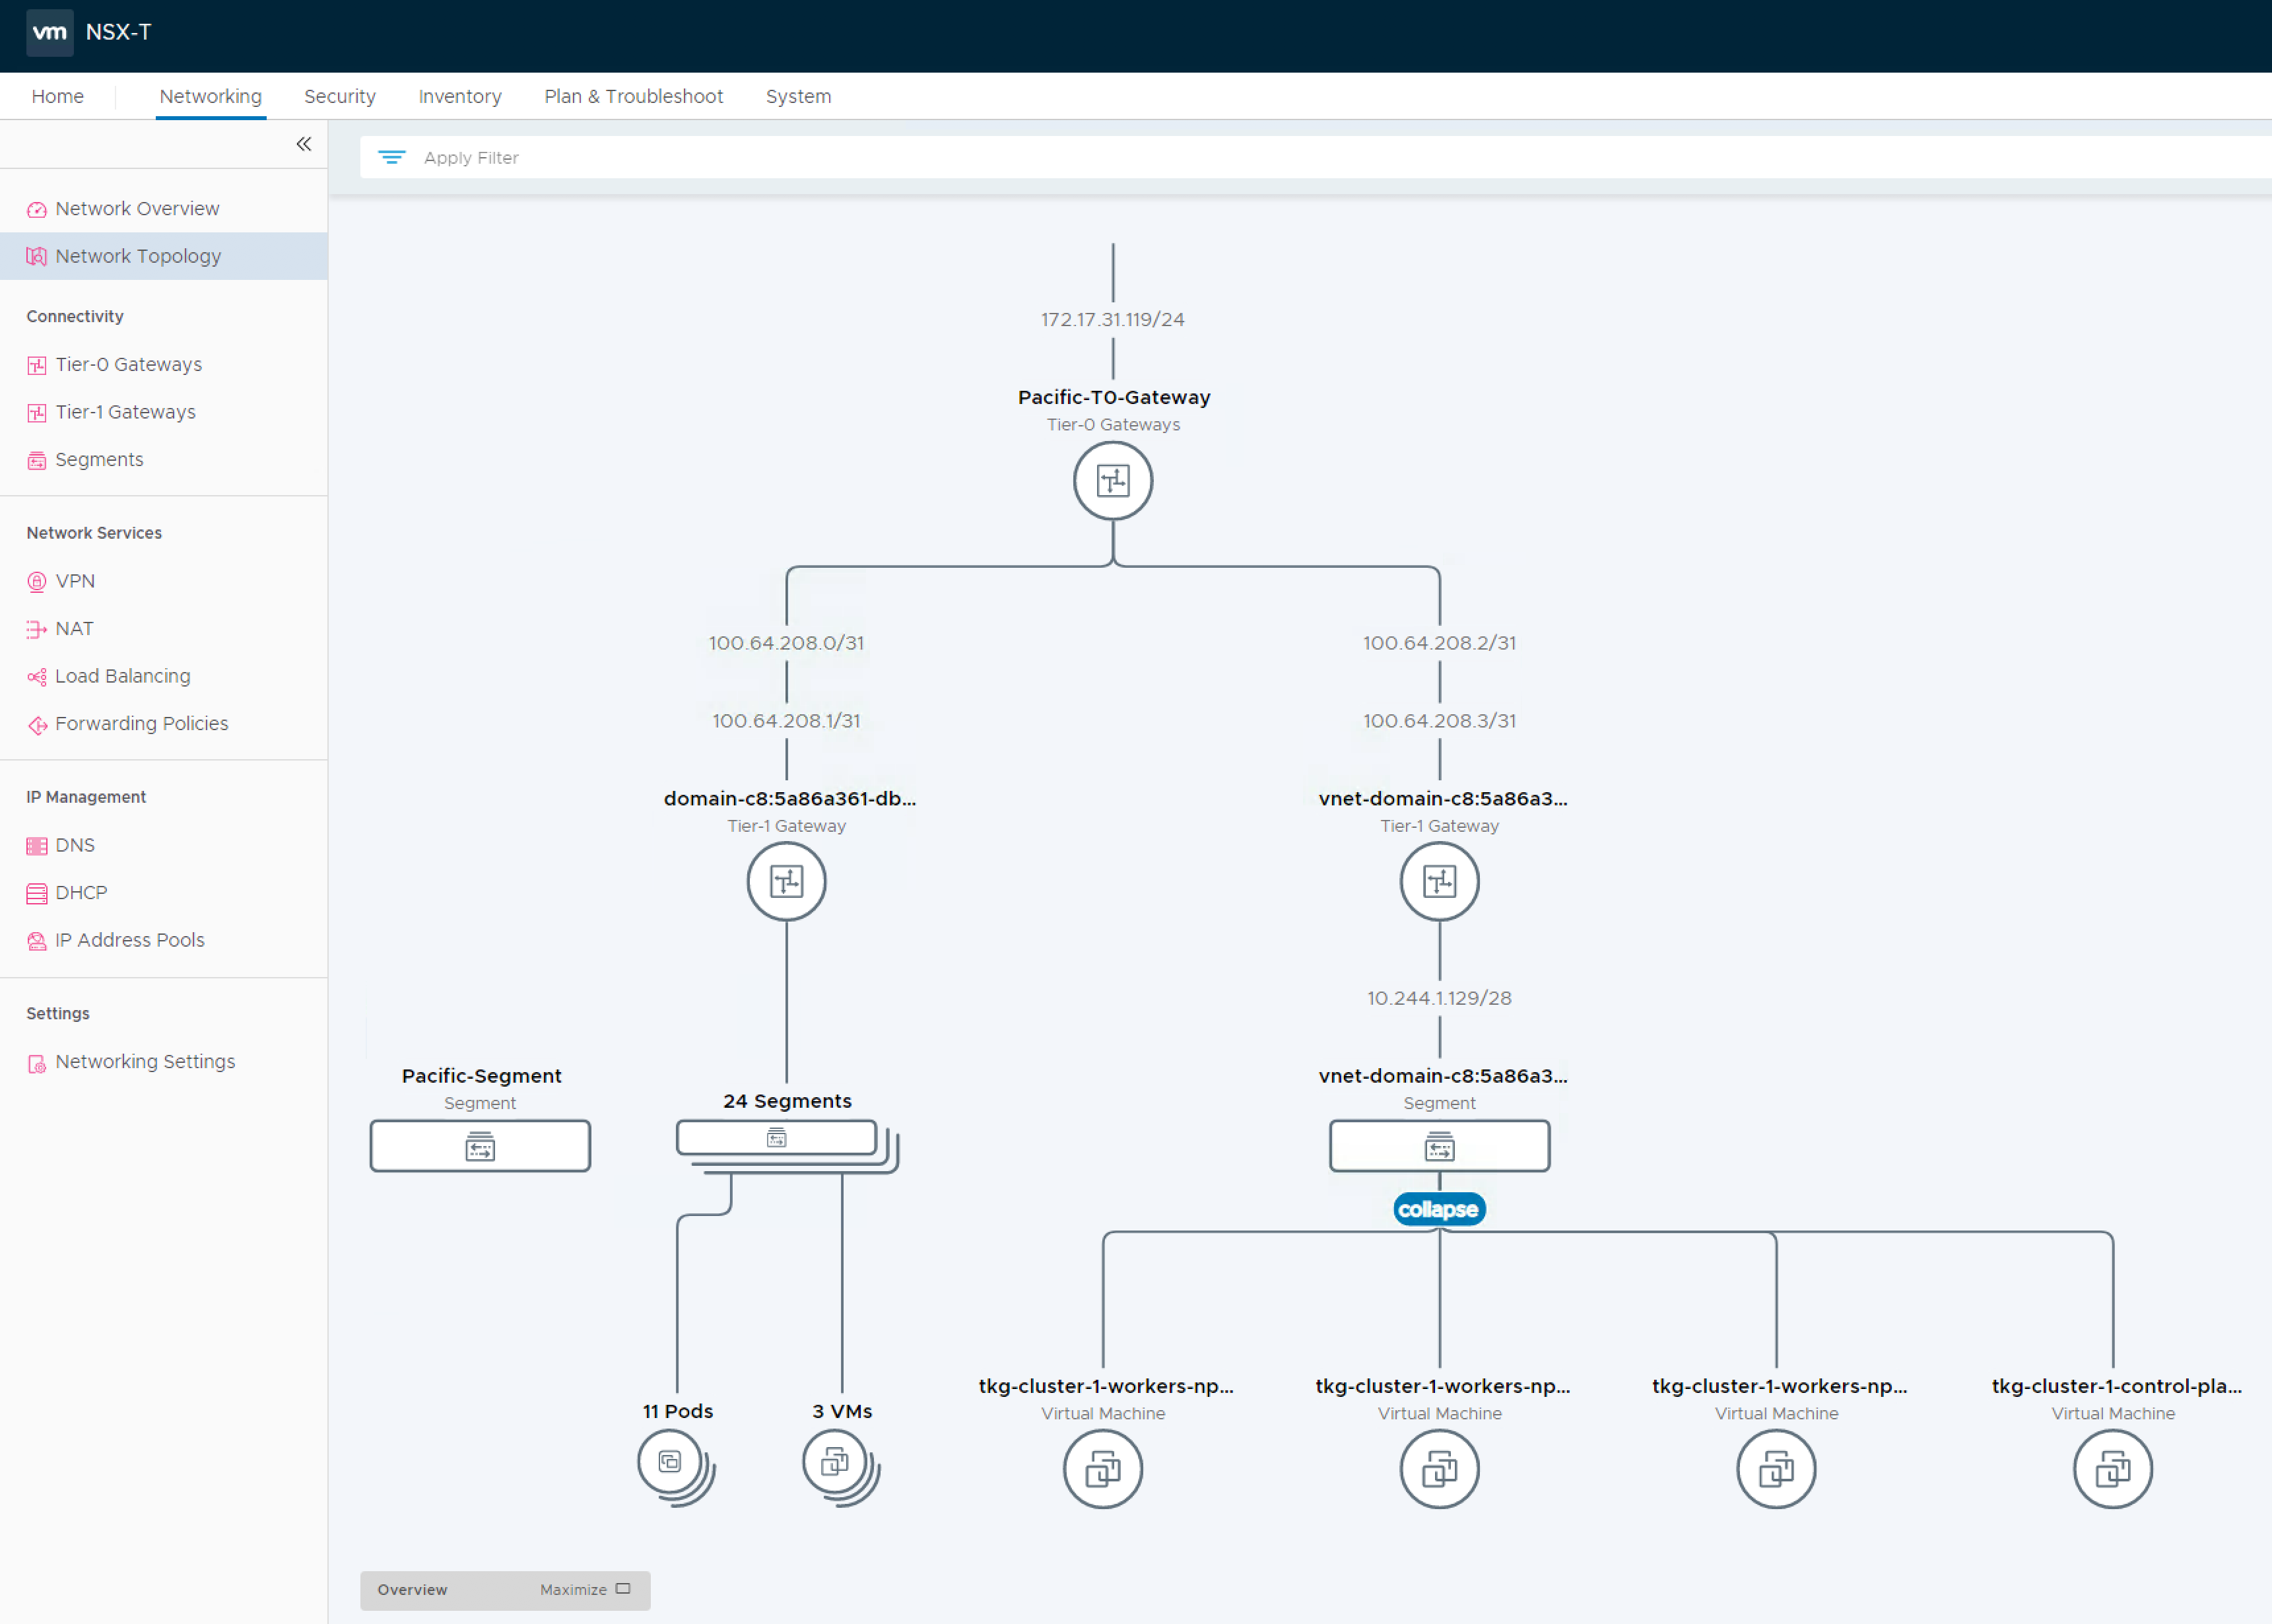 vm NSX-T
Home Networking Security Inventory Plan & Troubleshoot System
Apply Filter
Network Overview
Network Topology
Connectivity
Tier-0 Gateways
Tier-1 Gateways
Segments
Network Services
VPN
NAT
Load Balancing
Forwarding Policies
IP Management
DNS
DHCP
IP Address Pools
Settings
Networking Settings
172.17.31.119/24
Pacific-T0-Gateway
Tier-0 Gateways
100.64.208.0/31 100.64.208.2/31
100.64.208.1/31 100.64.208.3/31
domain-c8:5a86a361-db... vnet-domain-c8:5a86a3...
Tier-1 Gateway Tier-1 Gateway
10.244.1.129/28
Pacific-Segment vnet-domain-c8:5a86a3...
Segment 24 Segments Segment
collapse
tkg-cluster-1-workers-np... tkg-cluster-1-workers-np... tkg-cluster-1-workers-np... tkg-cluster-1-control-pla...
11 Pods 3 VMs Virtual Machine Virtual Machine Virtual Machine Virtual Machine
Overview Maximize